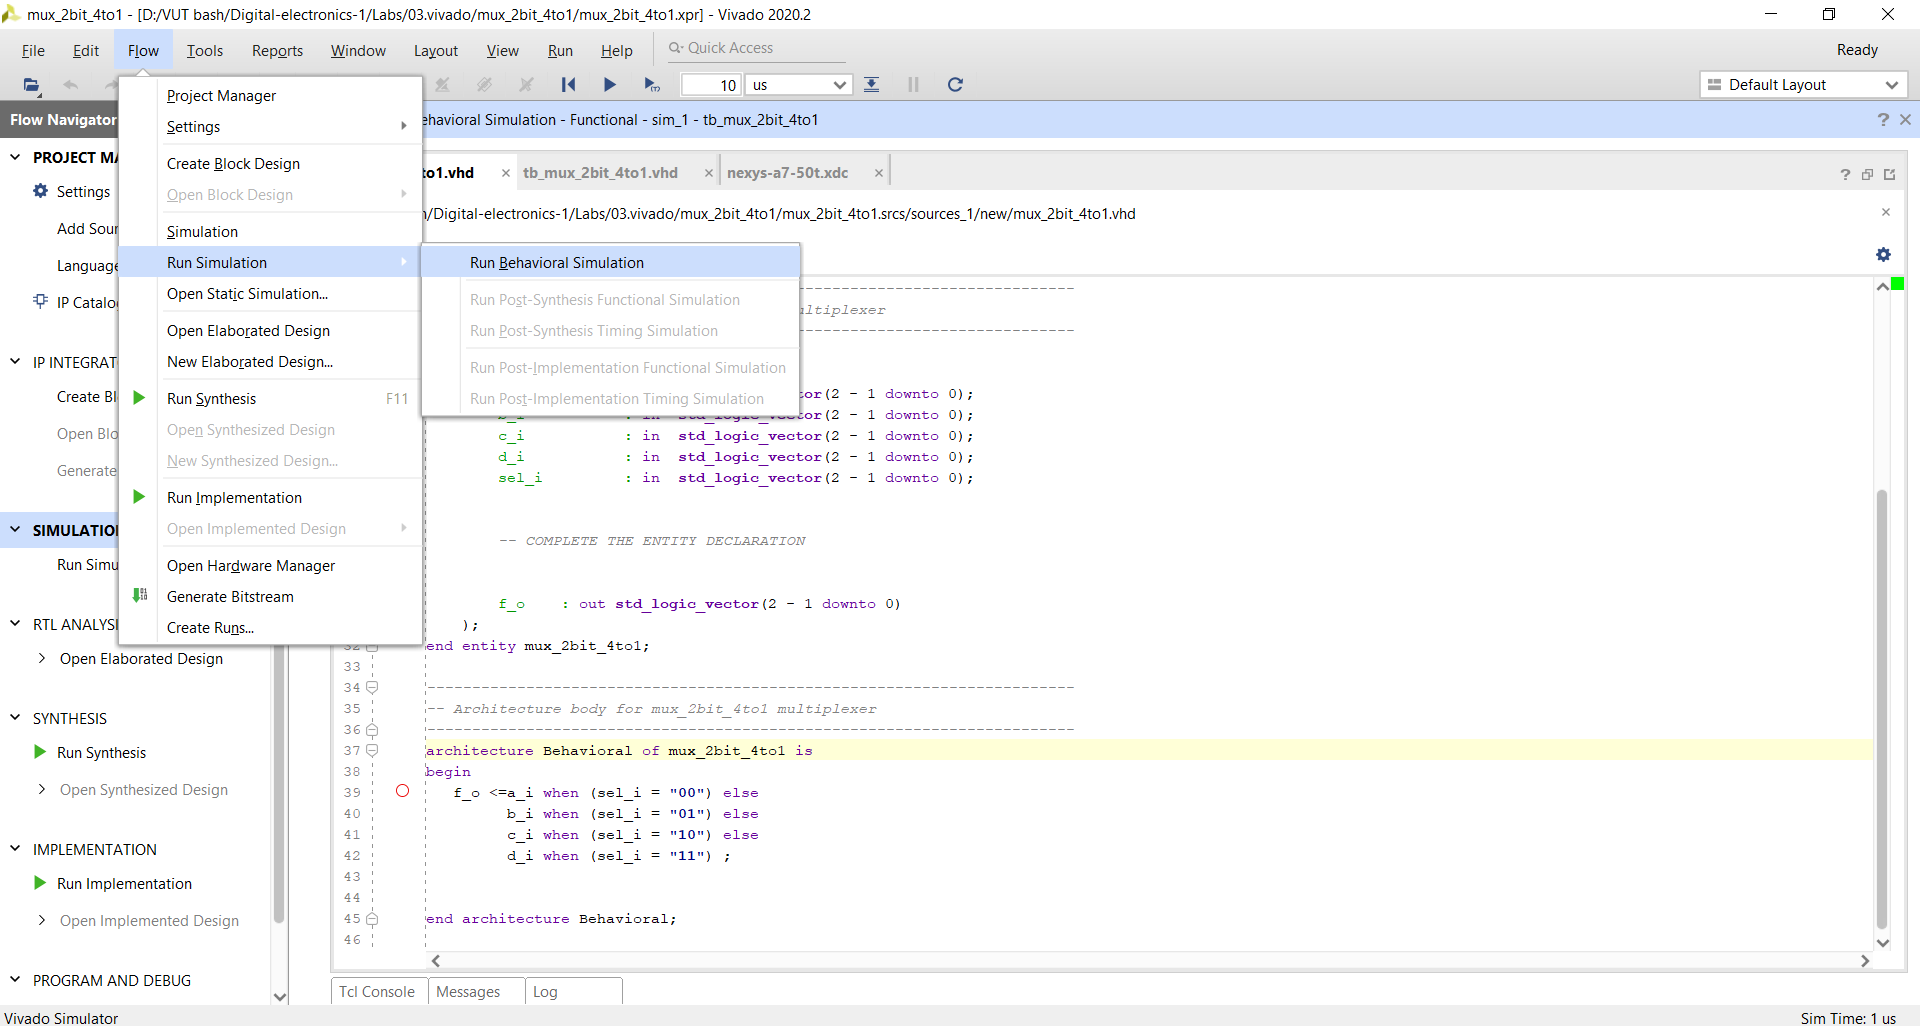 mux_2bit_4to1 - [D:/VUT bash/Digital-electronics-1/Labs/03.vivado/mux_2bit_4to1/mux_2bit_4to1.xpr] - Vivado 2020.2
File Edit Flow Tools Reports Window Layout View Run Help Quick Access Ready
10 us Default Layout
Flow Navigator
ehavioral Simulation - Functional - sim_1 - tb_mux_2bit_4to1
Project Manager
Settings
Create Block Design
Open Block Design
Simulation
Run Simulation
Open Static Simulation...
Open Elaborated Design
New Elaborated Design...
Run Synthesis F11
Open Synthesized Design
New Synthesized Design...
Run Implementation
Open Implemented Design
Open Hardware Manager
Generate Bitstream
Create Runs...
Run Behavioral Simulation
Run Post-Synthesis Functional Simulation
Run Post-Synthesis Timing Simulation
Run Post-Implementation Functional Simulation
Run Post-Implementation Timing Simulation
PROJECT MA
Settings
Add Sour
Language
IP Catalo
IP INTEGRAT
Create Bl
Open Blo
Generate
SIMULATION
Run Simu
RTL ANALYSI
Open Elaborated Design
SYNTHESIS
Run Synthesis
Open Synthesized Design
IMPLEMENTATION
Run Implementation
Open Implemented Design
PROGRAM AND DEBUG
to1.vhd tb_mux_2bit_4to1.vhd nexys-a7-50t.xdc
/Digital-electronics-1/Labs/03.vivado/mux_2bit_4to1/mux_2bit_4to1.srcs/sources_1/new/mux_2bit_4to1.vhd
------------------------------
ultiplexer
------------------------------
tor(2 - 1 downto 0);
b_i : in std_logic_vector(2 - 1 downto 0);
c_i : in std_logic_vector(2 - 1 downto 0);
d_i : in std_logic_vector(2 - 1 downto 0);
sel_i : in std_logic_vector(2 - 1 downto 0);
-- COMPLETE THE ENTITY DECLARATION
f_o : out std_logic_vector(2 - 1 downto 0)
);
32 end entity mux_2bit_4to1;
33
34 ------------------------------------------------------------------------
35 -- Architecture body for mux_2bit_4to1 multiplexer
36 ------------------------------------------------------------------------
37 architecture Behavioral of mux_2bit_4to1 is
38 begin
39 f_o <=a_i when (sel_i = "00") else
40 b_i when (sel_i = "01") else
41 c_i when (sel_i = "10") else
42 d_i when (sel_i = "11") ;
43
44
45 end architecture Behavioral;
46
Tcl Console Messages Log
Vivado Simulator Sim Time: 1 us